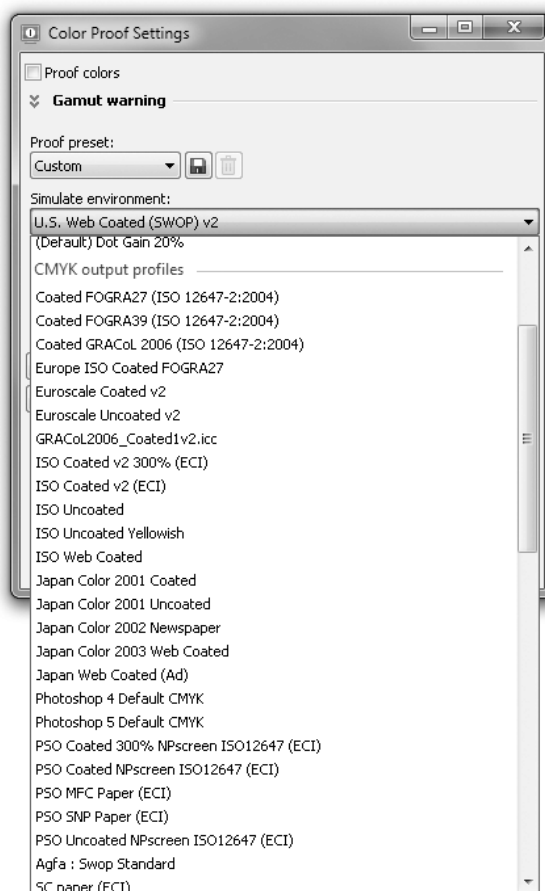 Color Proof Settings
Proof colors
Gamut warning
Proof preset:
Custom
Simulate environment:
U.S. Web Coated (SWOP) v2
(Default) Dot Gain 20%
CMYK output profiles
Coated FOGRA27 (ISO 12647-2:2004)
Coated FOGRA39 (ISO 12647-2:2004)
Coated GRACoL 2006 (ISO 12647-2:2004)
Europe ISO Coated FOGRA27
Euroscale Coated v2
Euroscale Uncoated v2
GRACoL2006_Coated1v2.icc
ISO Coated v2 300% (ECI)
ISO Coated v2 (ECI)
ISO Uncoated
ISO Uncoated Yellowish
ISO Web Coated
Japan Color 2001 Coated
Japan Color 2001 Uncoated
Japan Color 2002 Newspaper
Japan Color 2003 Web Coated
Japan Web Coated (Ad)
Photoshop 4 Default CMYK
Photoshop 5 Default CMYK
PSO Coated 300% NPscreen ISO12647 (ECI)
PSO Coated NPscreen ISO12647 (ECI)
PSO MFC Paper (ECI)
PSO SNP Paper (ECI)
PSO Uncoated NPscreen ISO12647 (ECI)
Agfa : Swop Standard
SC paper (ECI)